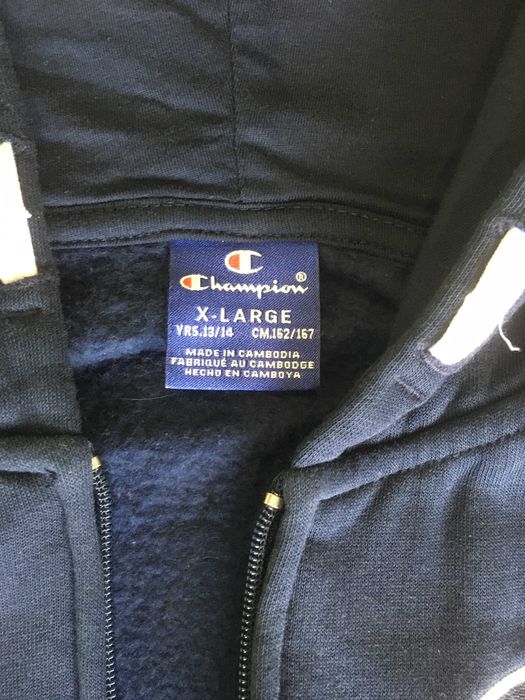 Champion®
X-LARGE
YRS.13/14 CM.162/167
MADE IN CAMBODIA
FABRIQUÉ AU CAMBODGE
HECHO EN CAMBOYA